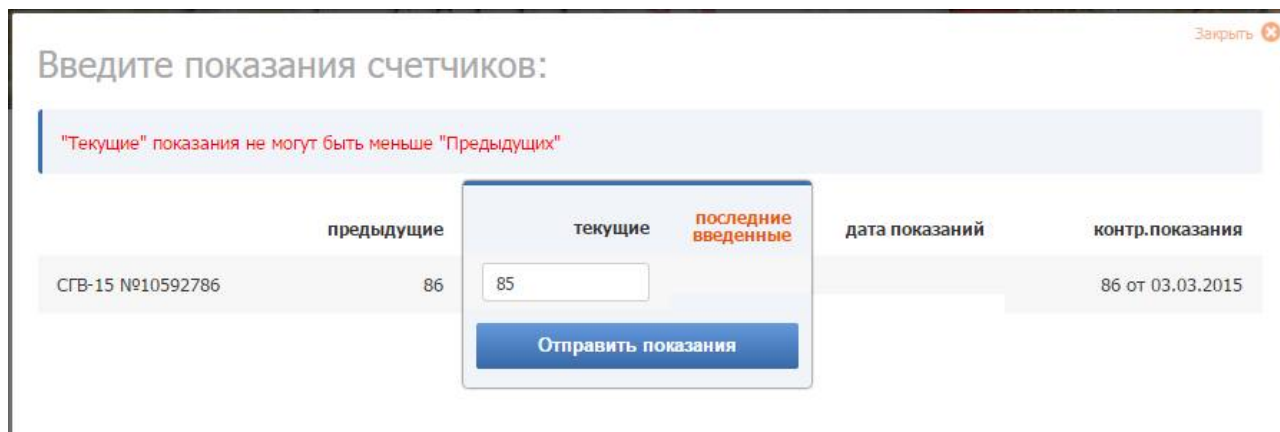 Закрыть
Введите показания счетчиков:
"Текущие" показания не могут быть меньше "Предыдущих"
предыдущие текущие последние введенные дата показаний контр.показания
СГВ-15 №10592786 86 85 86 от 03.03.2015
Отправить показания